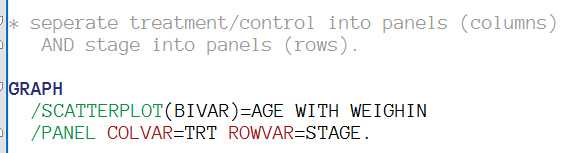 * seperate treatment/control into panels (columns)
AND stage into panels (rows).
GRAPH
/SCATTERPLOT(BIVAR)=AGE WITH WEIGHIN
/PANEL COLVAR=TRT ROWVAR=STAGE.